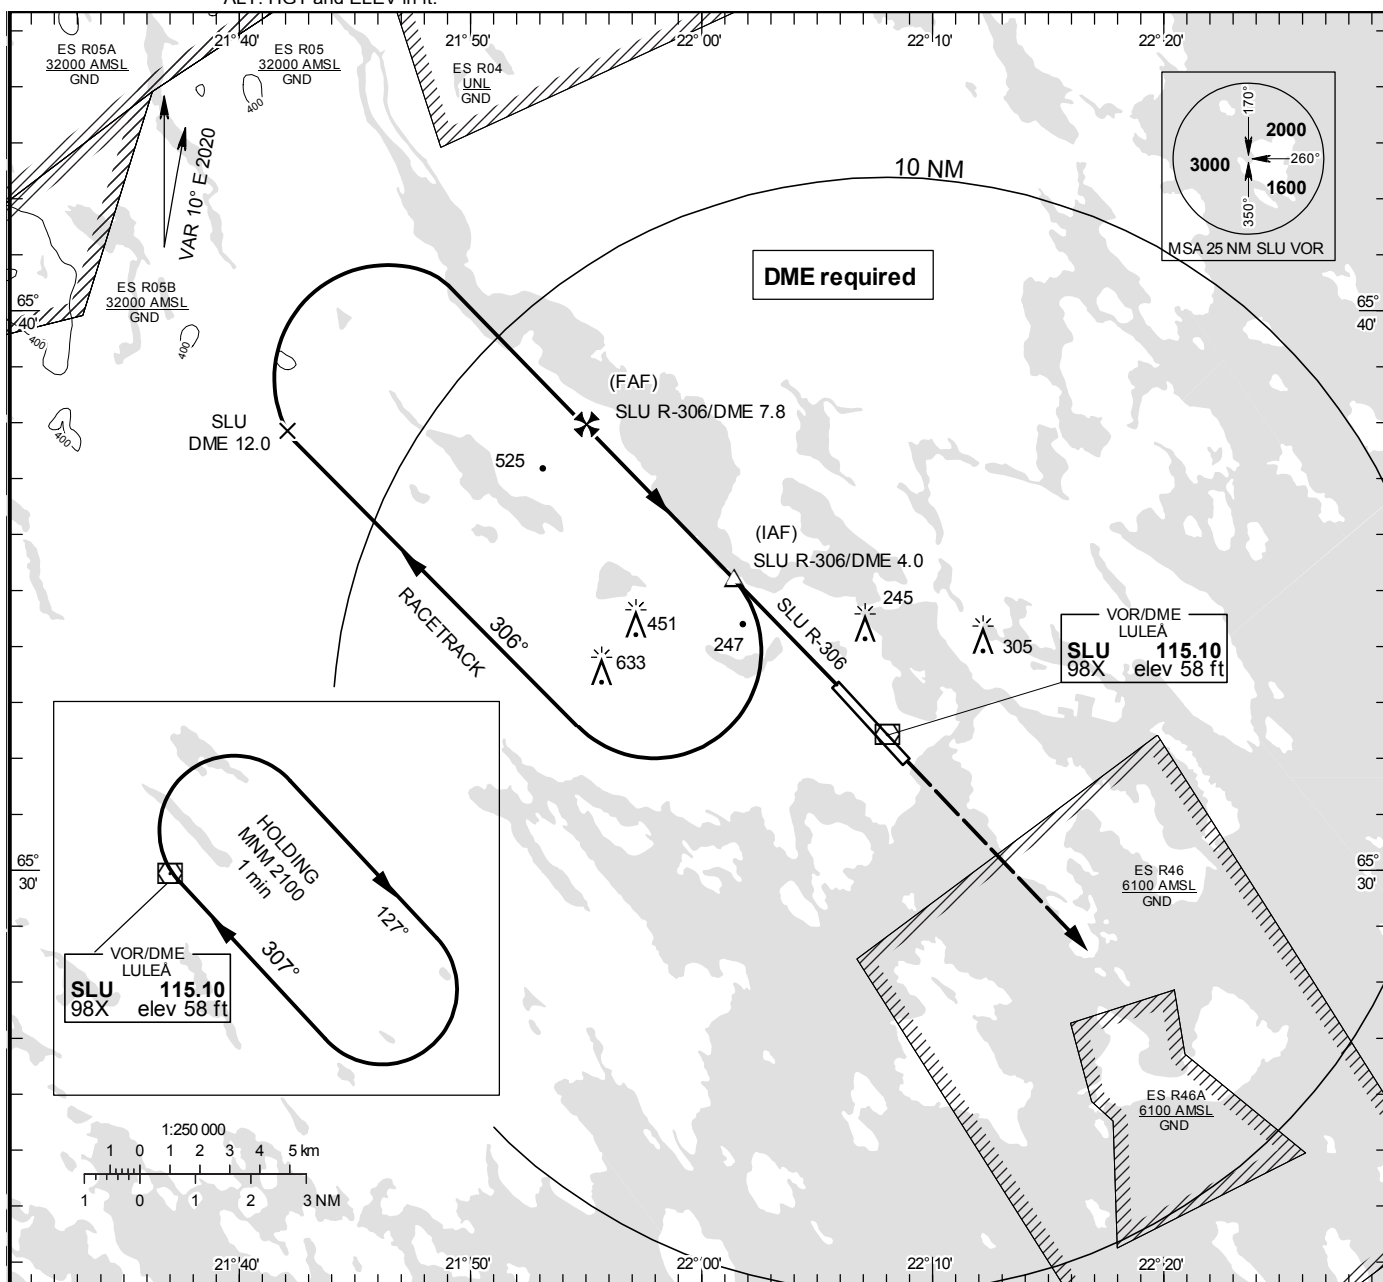 21° 40'
21° 50'
22° 00'
22° 10'
22° 20'
ES R05A
32000 AMSL
GND
ES R05
32000 AMSL
GND
400
ES R04
UNL
GND
VAR 10° E 2020
170°
2000
3000
260°
1600
350°
MSA 25 NM SLU VOR
10 NM
DME required
ES R05B
32000 AMSL
GND
65°
40'
65°
40'
400
400
400
(FAF)
SLU R-306/DME 7.8
SLU
DME 12.0
525
(IAF)
SLU R-306/DME 4.0
RACETRACK
306°
451
633
247
SLU R-306
245
305
VOR/DME
LULEÅ
SLU 115.10
98X elev 58 ft
HOLDING
MNM 2100
1 min
127°
307°
VOR/DME
LULEÅ
SLU 115.10
98X elev 58 ft
65°
30'
65°
30'
ES R46
6100 AMSL
GND
ES R46A
6100 AMSL
GND
1:250 000
1 0 1 2 3 4 5 km
1 0 1 2 3 NM
21° 40'
21° 50'
22° 00'
22° 10'
22° 20'